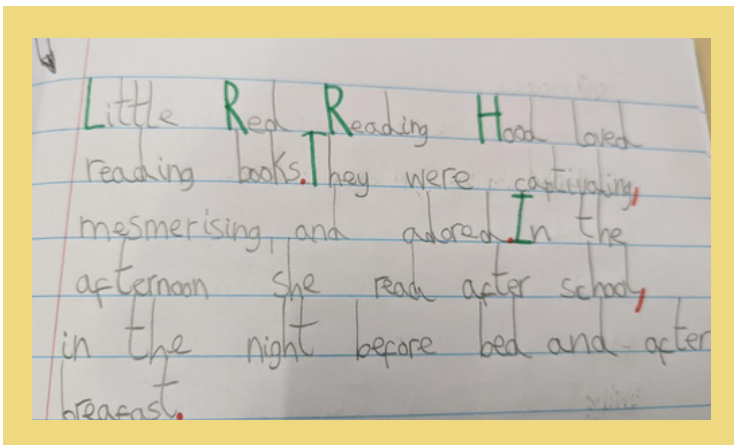 Little Red Reading Hood loved
reading books. They were captivating,
mesmerising, and adored. In the
afternoon she read after school,
in the night before bed and after
breafast.